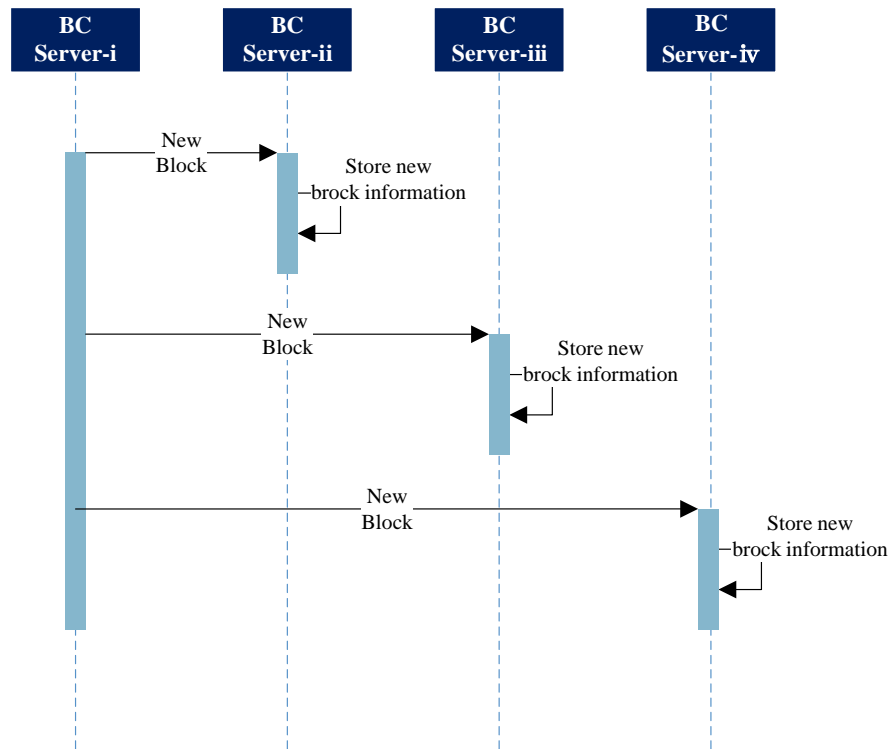 BC
Server-i
BC
Server-ii
BC
Server-iii
BC
Server-ⅳ
New
Block
Store new
brock information
New
Block
Store new
brock information
New
Block
Store new
brock information